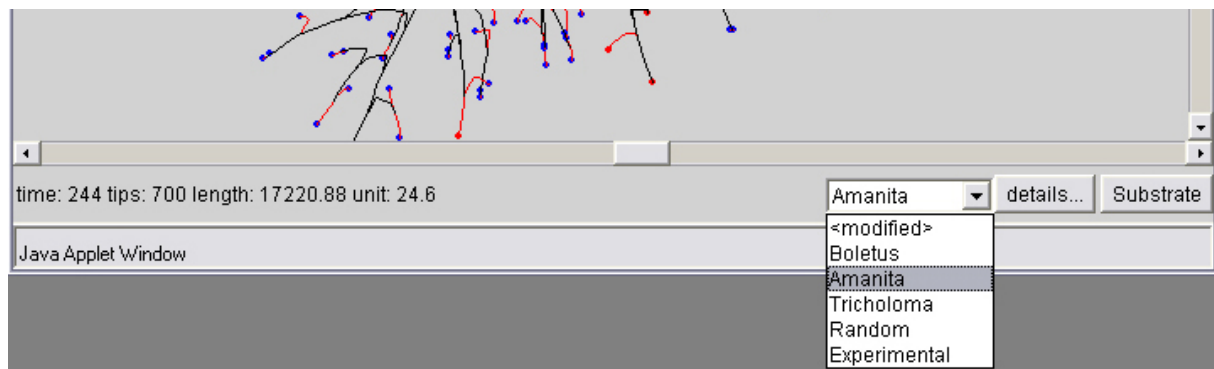 time: 244 tips: 700 length: 17220.88 unit: 24.6
Amanita
details...
Substrate
<modified>
Boletus
Amanita
Tricholoma
Random
Experimental
Java Applet Window